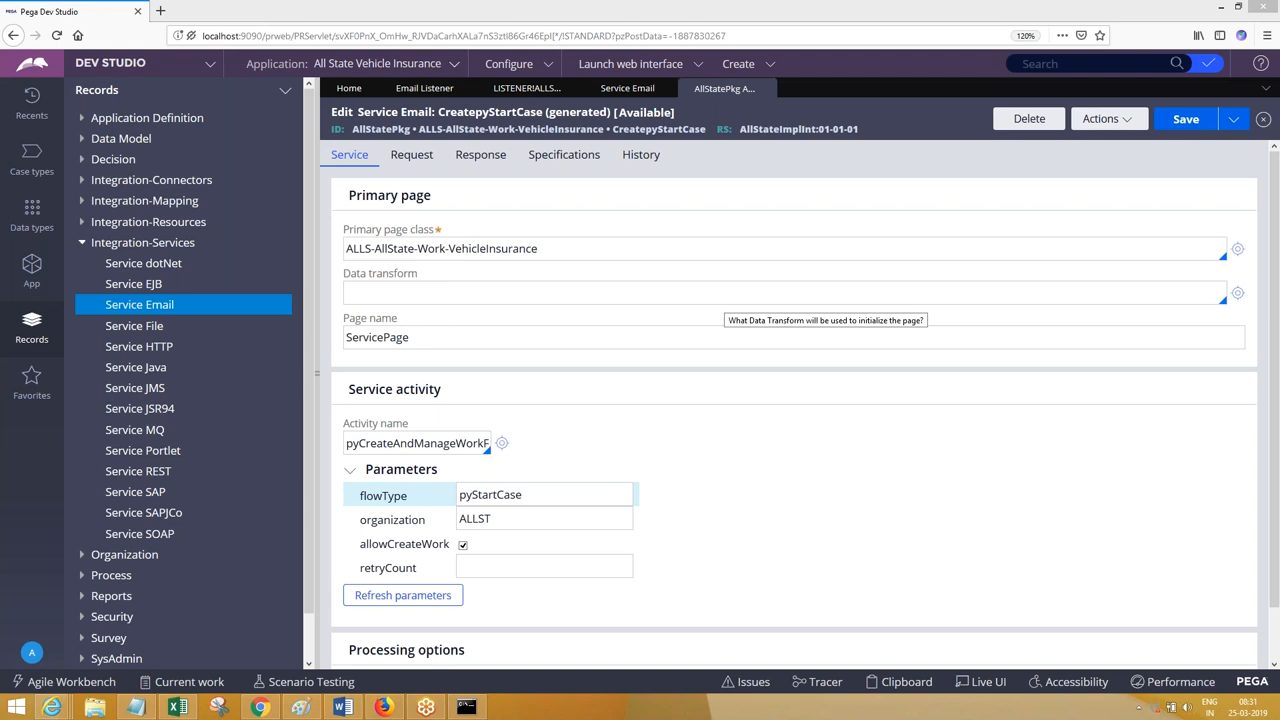 Pega Dev Studio
localhost:9090/prweb/PRServlet/svXF0PnX_OmHw_RJVDaCarhXALa7nS3ztl86Gr46EpI[*/!STANDARD?pzPostData=-1887830267
120%
DEV STUDIO
Application: All State Vehicle Insurance
Configure
Launch web interface
Create
Search
Recents
Case types
Data types
App
Records
Favorites
A
Records
Application Definition
Data Model
Decision
Integration-Connectors
Integration-Mapping
Integration-Resources
Integration-Services
Service dotNet
Service EJB
Service Email
Service File
Service HTTP
Service Java
Service JMS
Service JSR94
Service MQ
Service Portlet
Service REST
Service SAP
Service SAPJCo
Service SOAP
Organization
Process
Reports
Security
Survey
SysAdmin
Home
Email Listener
LISTENER!ALLS...
Service Email
AllStatePkg A...
Edit Service Email: CreatepyStartCase (generated) [Available]
ID: AllStatePkg • ALLS-AllState-Work-VehicleInsurance • CreatepyStartCase RS: AllStateImplInt:01-01-01
Delete
Actions
Save
Service
Request
Response
Specifications
History
Primary page
Primary page class★
ALLS-AllState-Work-VehicleInsurance
Data transform
What Data Transform will be used to initialize the page?
Page name
ServicePage
Service activity
Activity name
pyCreateAndManageWorkF
Parameters
flowType pyStartCase
organization ALLST
allowCreateWork
retryCount
Refresh parameters
Processing options
Agile Workbench
Current work
Scenario Testing
Issues
Tracer
Clipboard
Live UI
Accessibility
Performance
PEGA
ENG
IN
08:31
25-03-2019